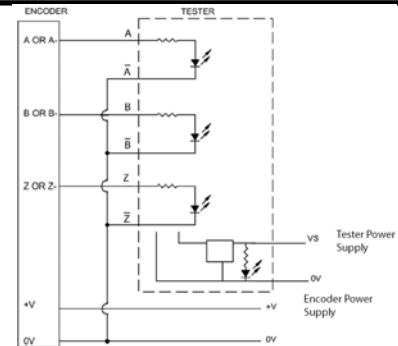 ENCODER
TESTER
A OR A-
A
A̅
B OR B-
B
B̅
Z OR Z-
Z
Z̅
VS
Tester Power
Supply
0V
Encoder Power
Supply
+V
+V
0V
0V